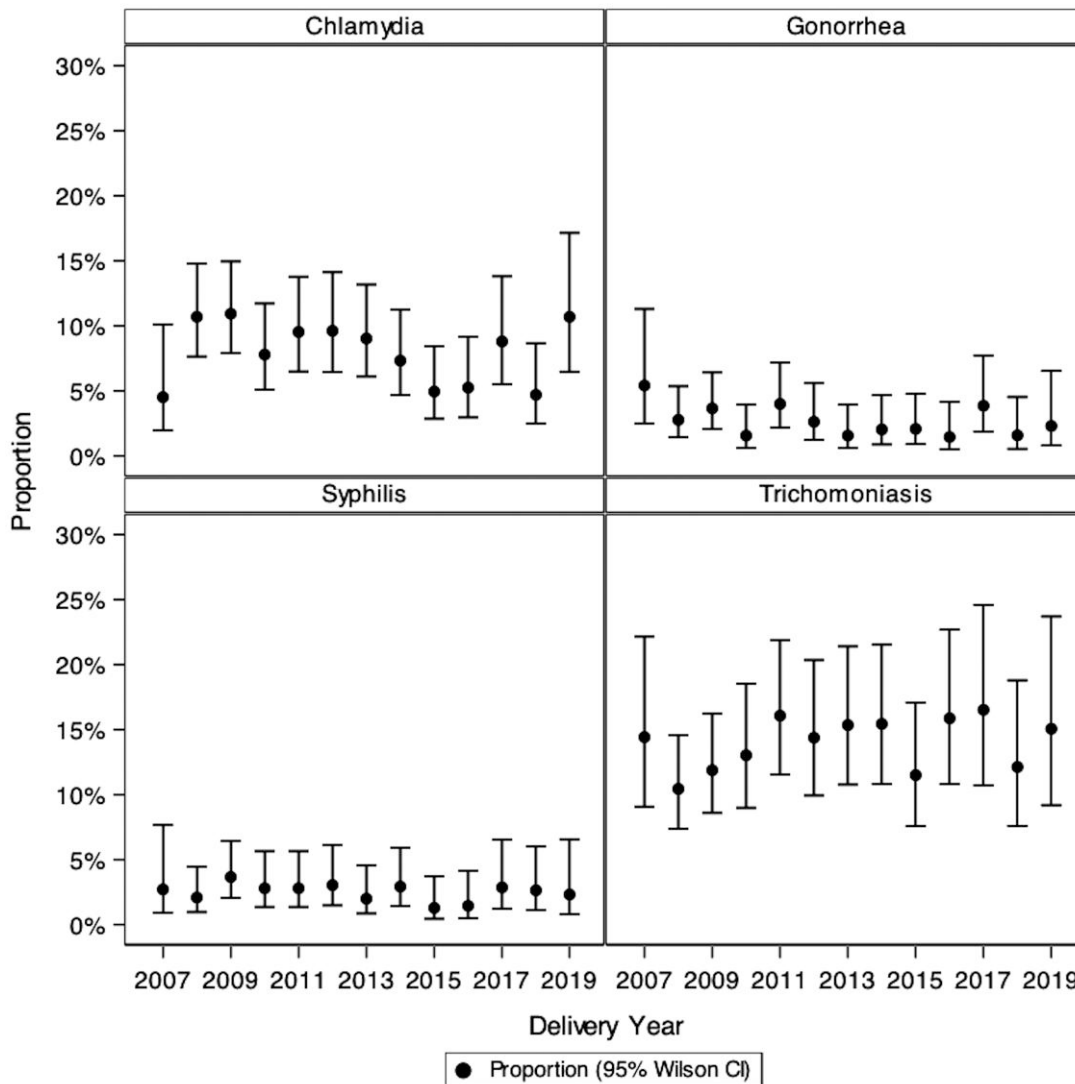 Chlamydia
Gonorrhea
30%
25%
20%
15%
10%
5%
0%
Proportion
Syphilis
Trichomoniasis
30%
25%
20%
15%
10%
5%
0%
2007 2009 2011 2013 2015 2017 2019
2007 2009 2011 2013 2015 2017 2019
Delivery Year
Proportion (95% Wilson CI)